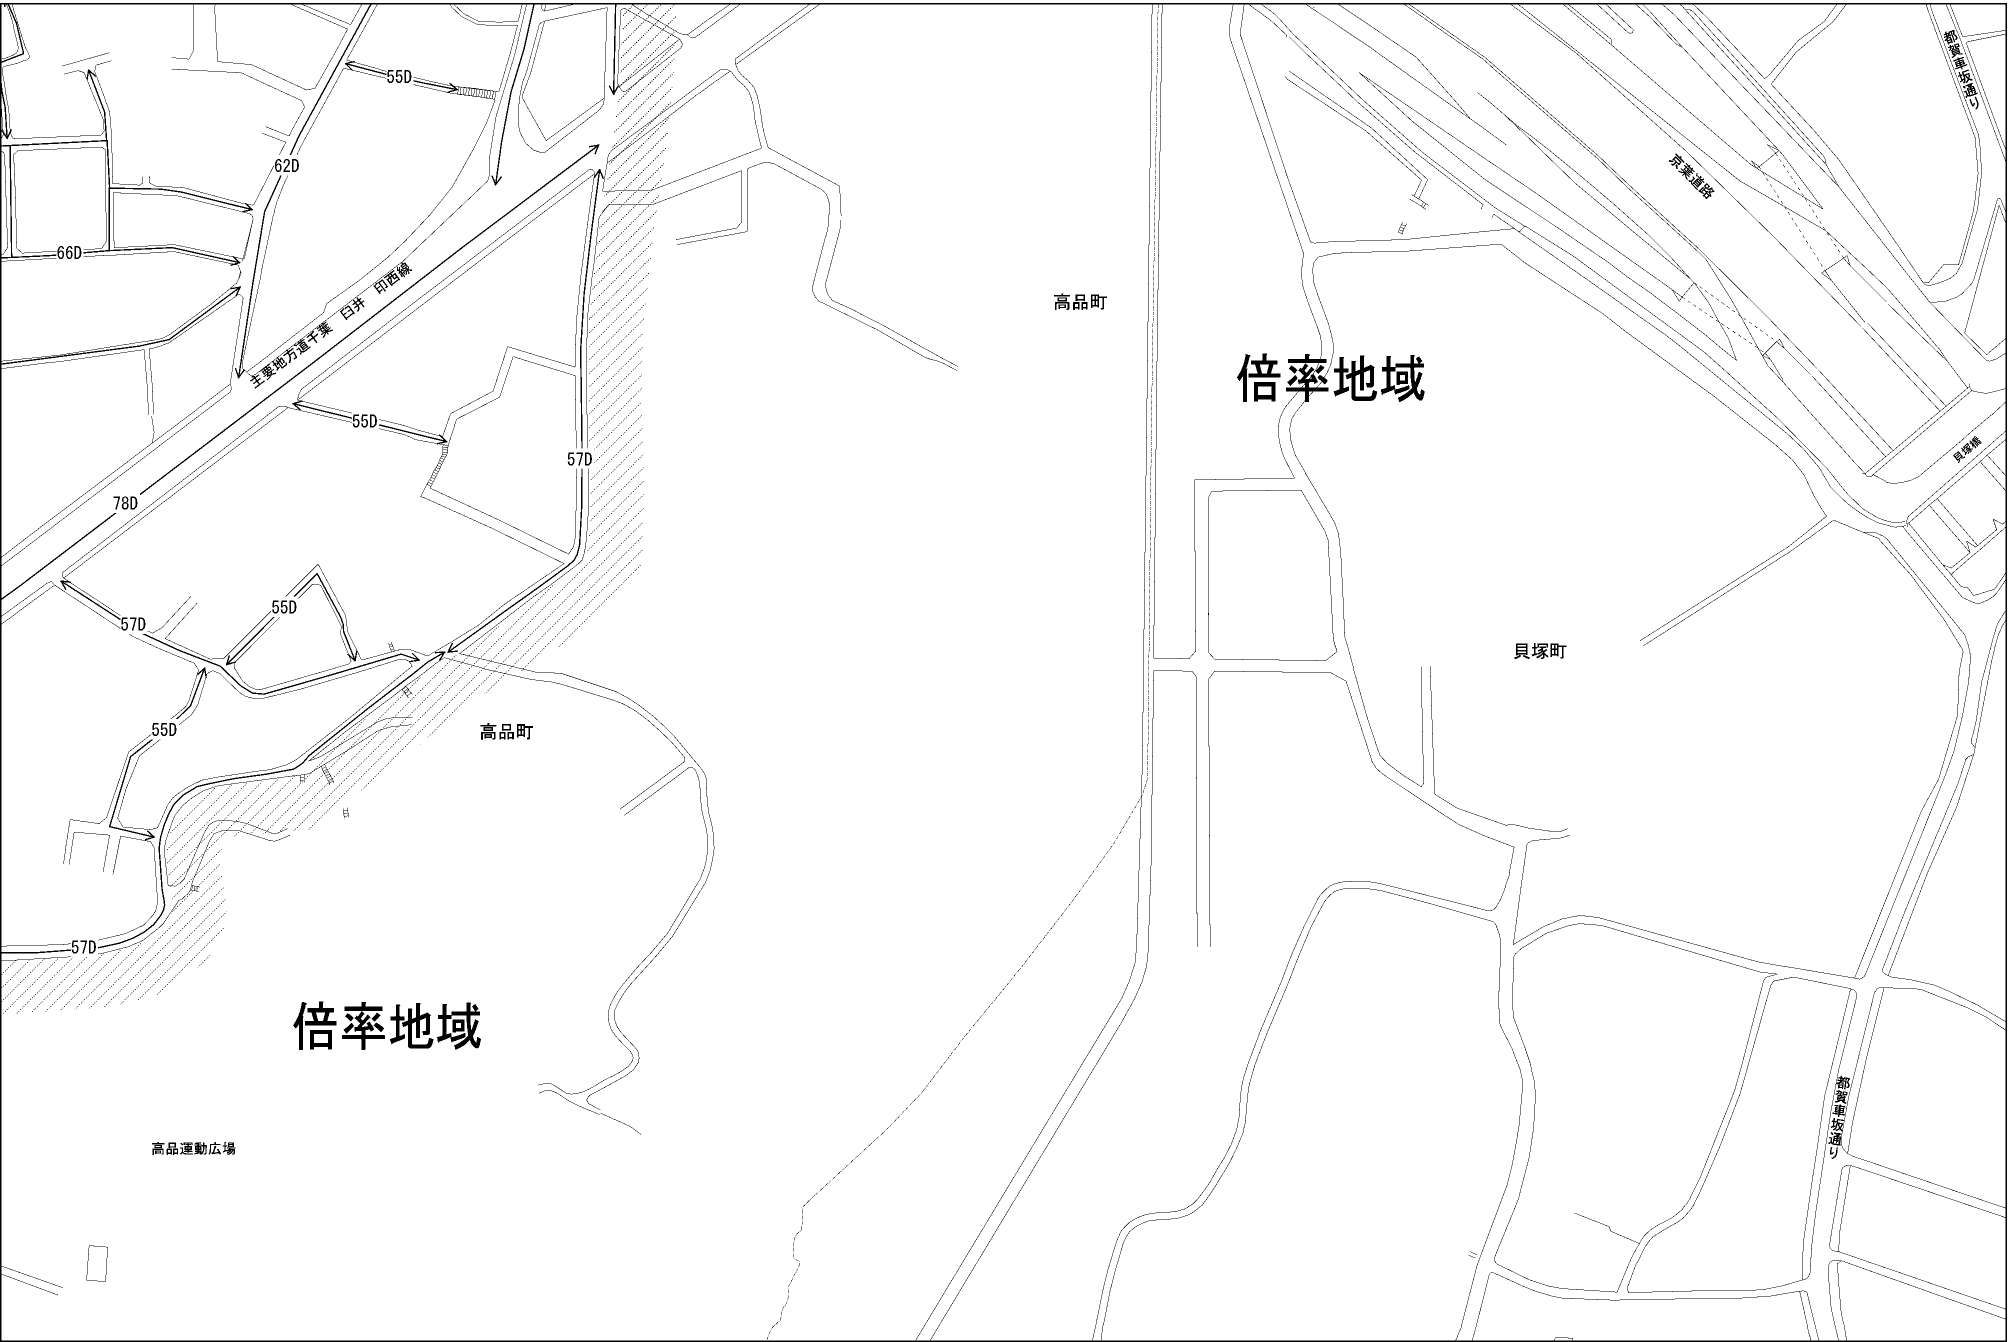 55D
都賀車坂通り
62D
京葉道路
66D
主要地方道千葉　臼井　印西線
高品町
倍率地域
55D
57D
貝塚橋
78D
55D
57D
貝塚町
55D
高品町
57D
倍率地域
都賀車坂通り
高品運動広場